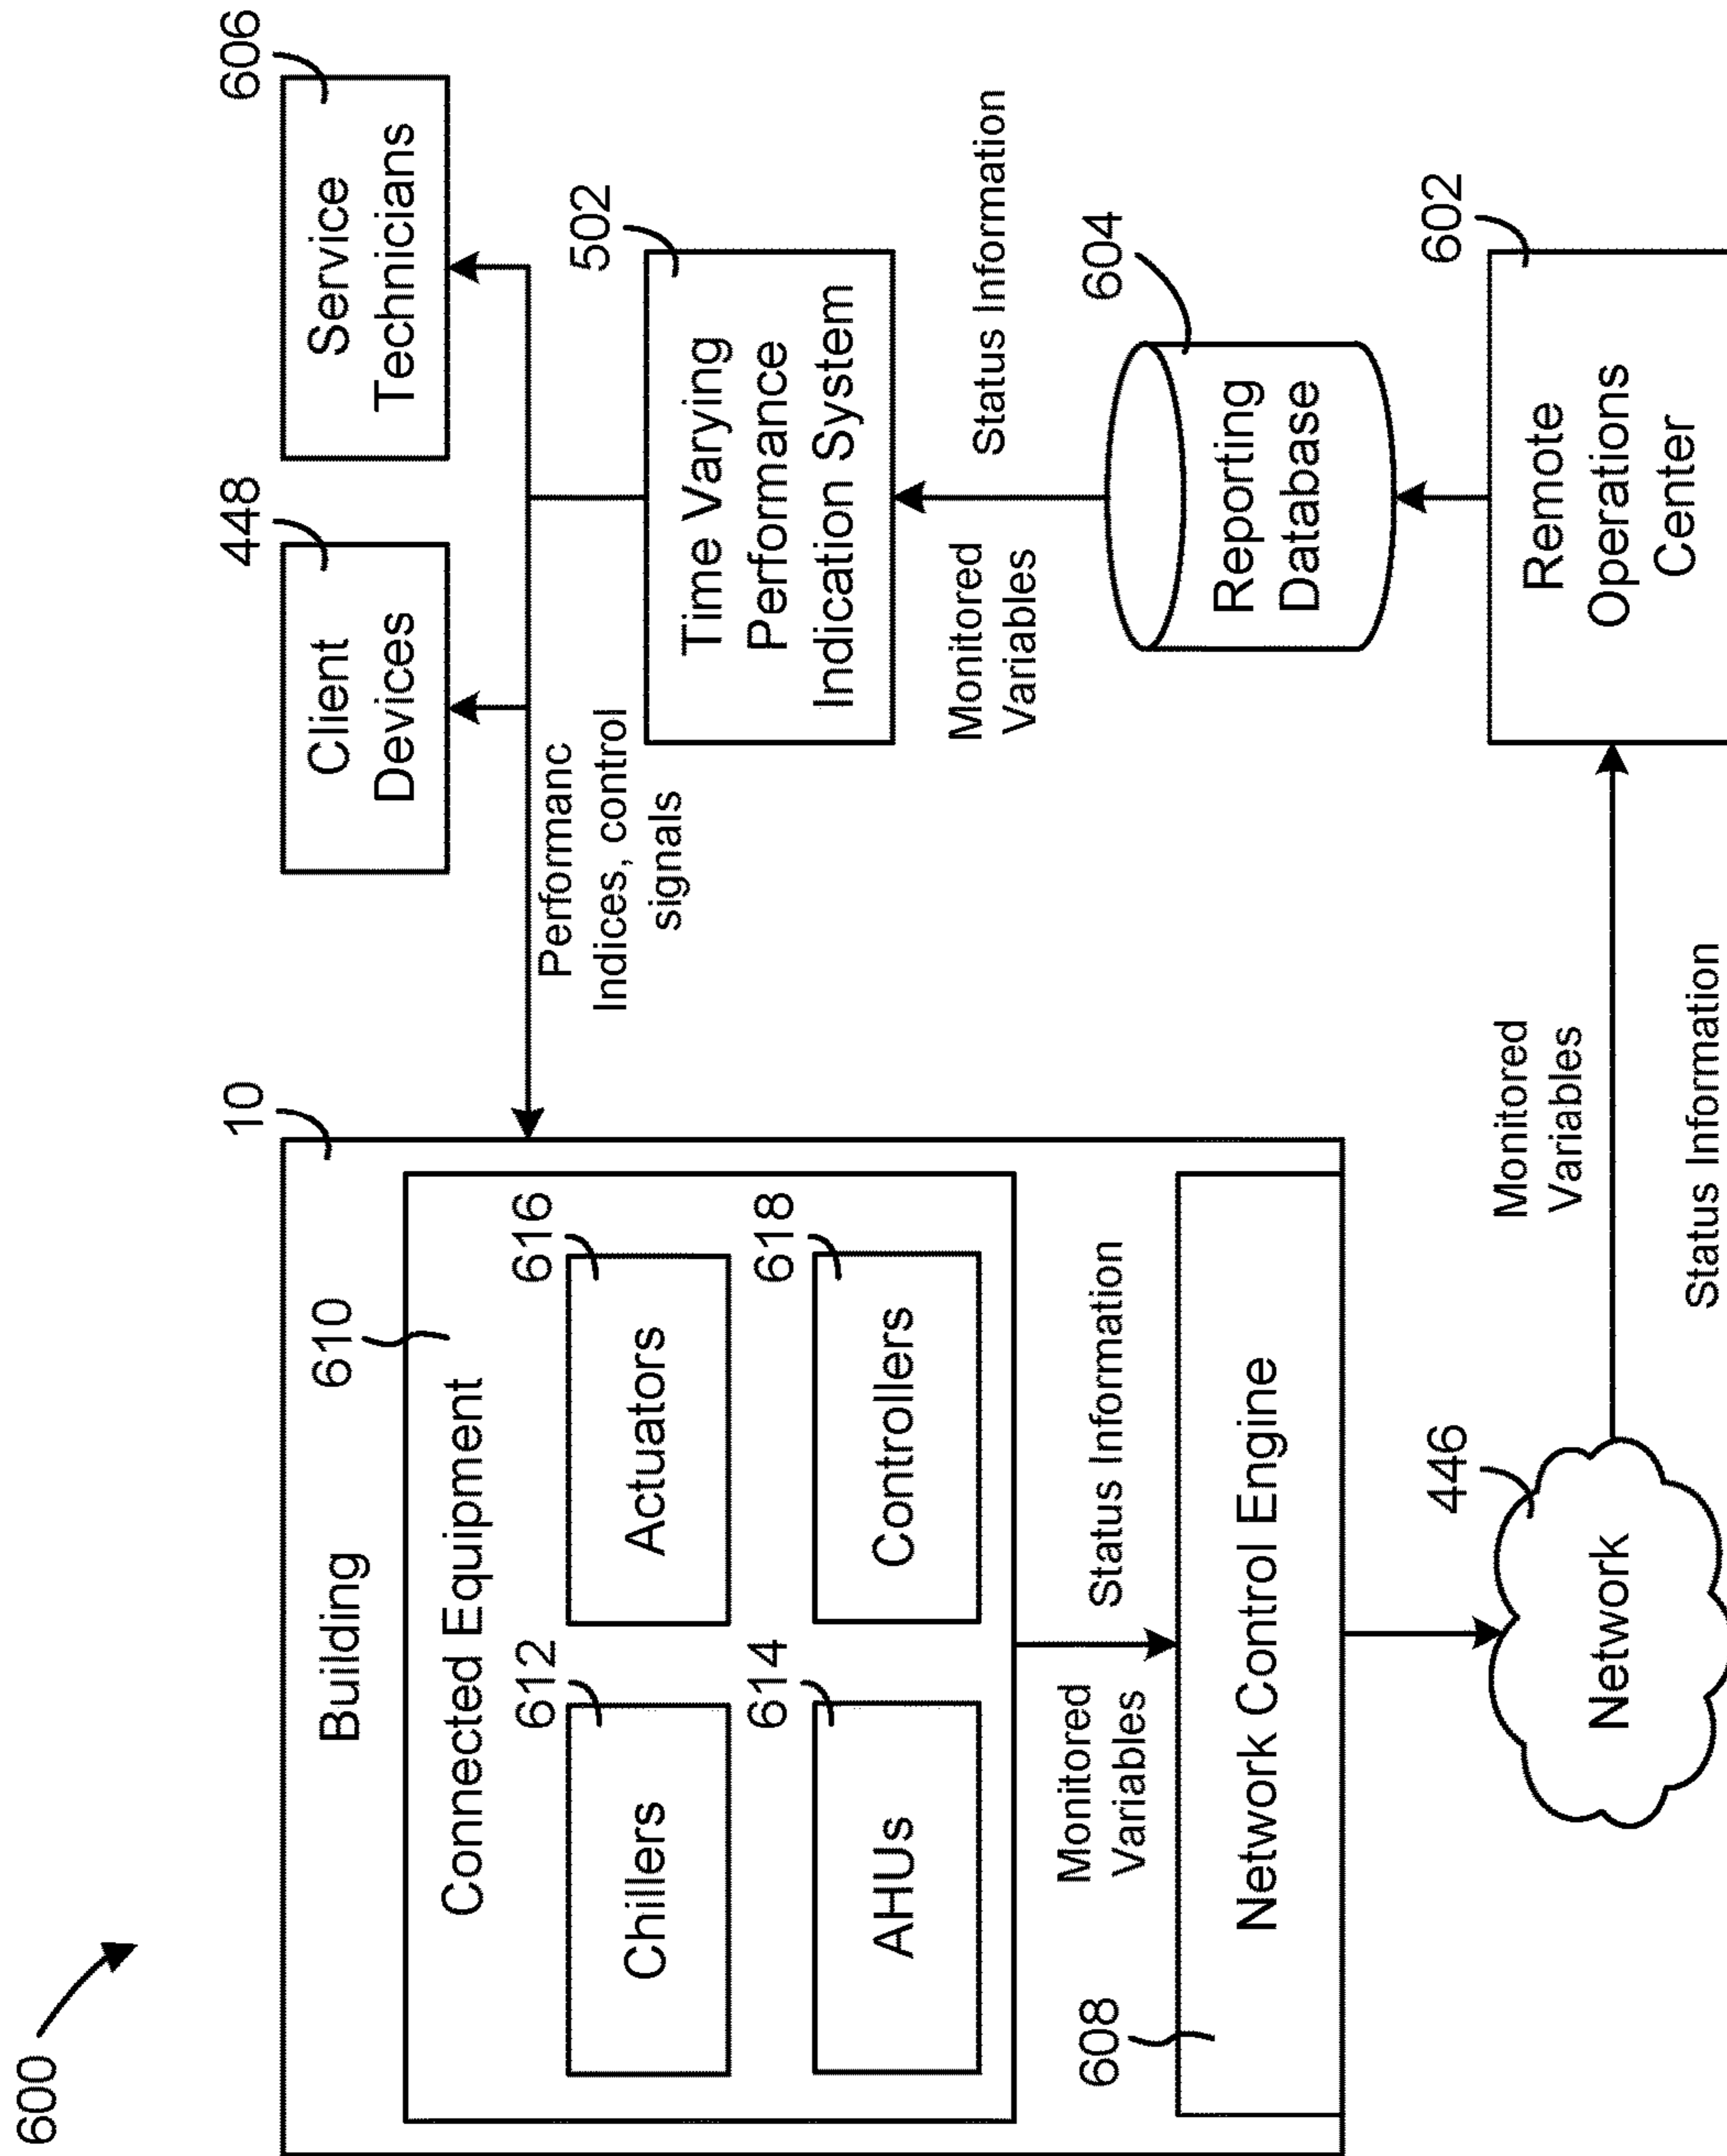 600
10
Building
610
Connected Equipment
612
Chillers
616
Actuators
614
AHUs
618
Controllers
Monitored
Variables
Status Information
608
Network Control Engine
446
Network
Monitored
Variables
Status Information
448
Client
Devices
606
Service
Technicians
Performanc
Indices, control
signals
502
Time Varying
Performance
Indication System
Monitored
Variables
Status Information
604
Reporting
Database
602
Remote
Operations
Center